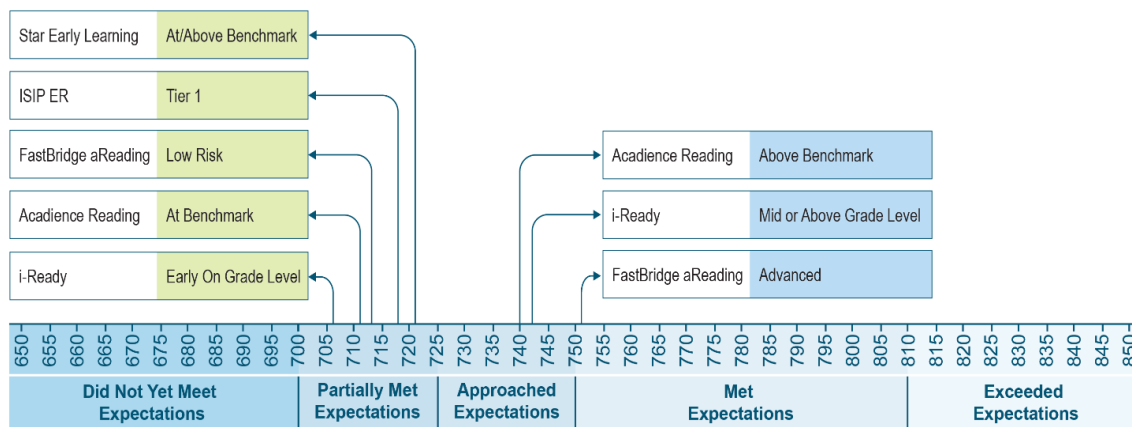 Star Early Learning At/Above Benchmark
ISIP ER Tier 1
FastBridge aReading Low Risk
Acadience Reading At Benchmark
i-Ready Early On Grade Level
Acadience Reading Above Benchmark
i-Ready Mid or Above Grade Level
FastBridge aReading Advanced
650 655 660 665 670 675 680 685 690 695 700 705 710 715 720 725 730 735 740 745 750 755 760 765 770 775 780 785 790 795 800 805 810 815 820 825 830 835 840 845 850
Did Not Yet Meet
Expectations
Partially Met
Expectations
Approached
Expectations
Met
Expectations
Exceeded
Expectations